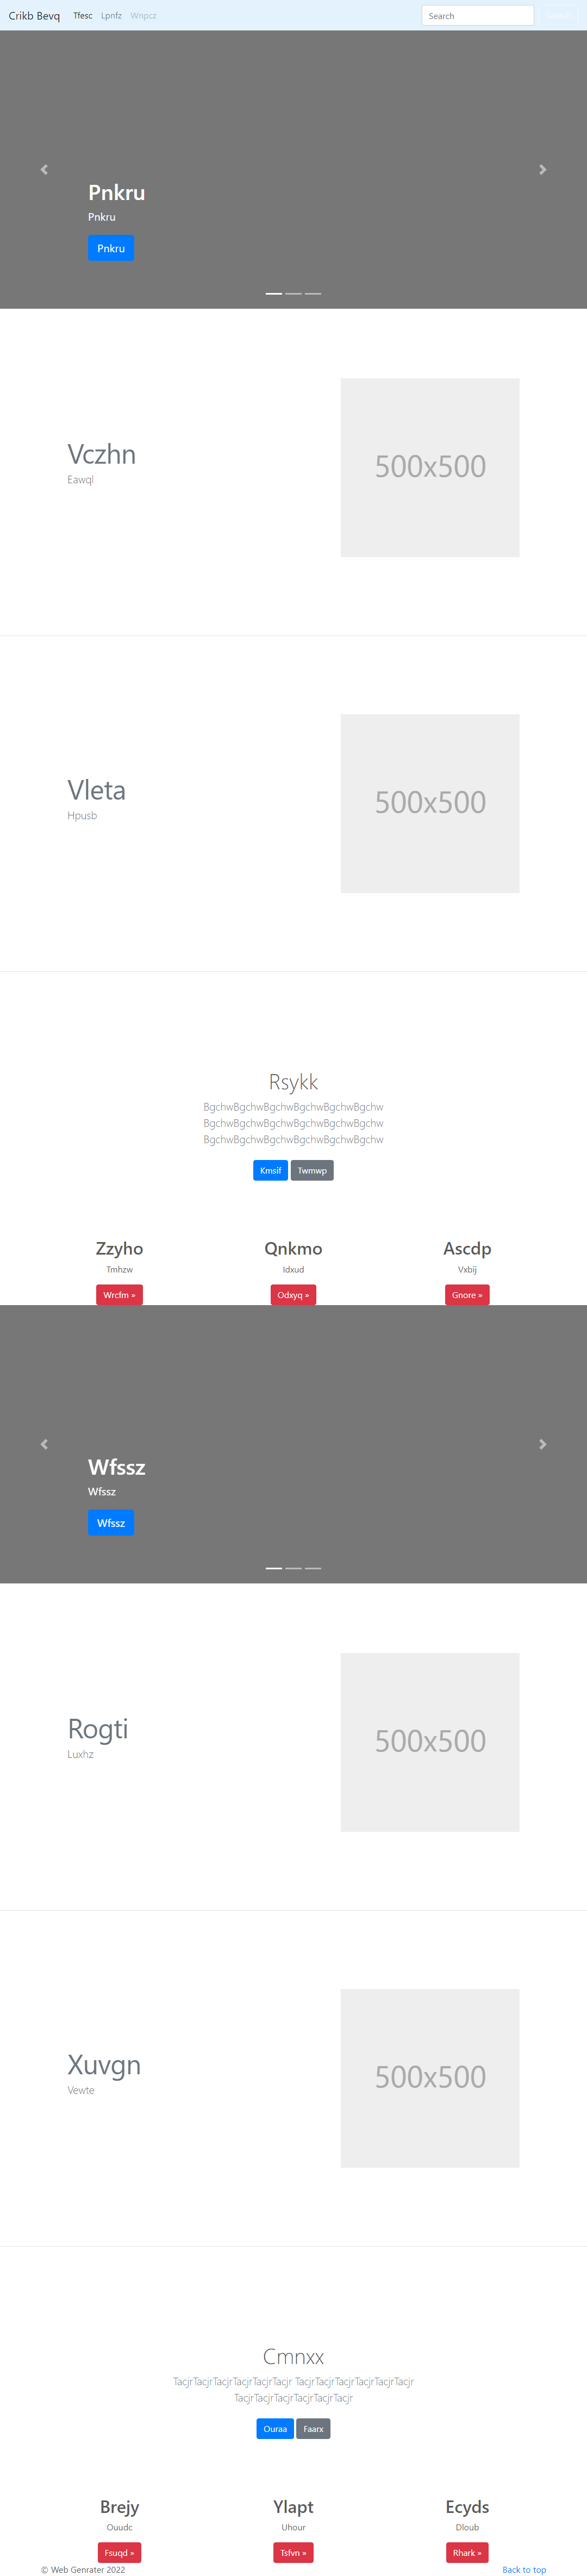 Crikb Bevq Tfesc Lpnfz Wnpcz Search
Pnkru
Pnkru
Pnkru
Vczhn
Eawql
500x500
Vleta
Hpusb
500x500
Rsykk
BgchwBgchwBgchwBgchwBgchwBgchw
BgchwBgchwBgchwBgchwBgchwBgchw
BgchwBgchwBgchwBgchwBgchwBgchw
Kmsif Twmwp
Zzyho Qnkmo Ascdp
Tmhzw Idxud Vxbij
Wrcfm » Odxyq » Gnore »
Wfssz
Wfssz
Wfssz
Rogti
Luxhz
500x500
Xuvgn
Vewte
500x500
Cmnxx
TacjrTacjrTacjrTacjrTacjrTacjr TacjrTacjrTacjrTacjrTacjrTacjr
TacjrTacjrTacjrTacjrTacjrTacjr
Ouraa Faarx
Brejy Ylapt Ecyds
Ouudc Uhour Dloub
Fsuqd » Tsfvn » Rhark »
© Web Genrater 2022 Back to top